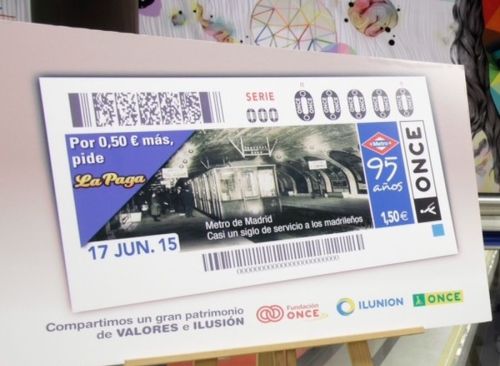 SERIE
000
00000
Por 0,50 € más,
pide
La Paga
Metro
95
años
1,50€
ONCE
Metro de Madrid
Casi un siglo de servicio a los madrileños
17 JUN. 15
Compartimos un gran patrimonio
de VALORES e ILUSIÓN
Fundación
ONCE
ILUNION
ONCE